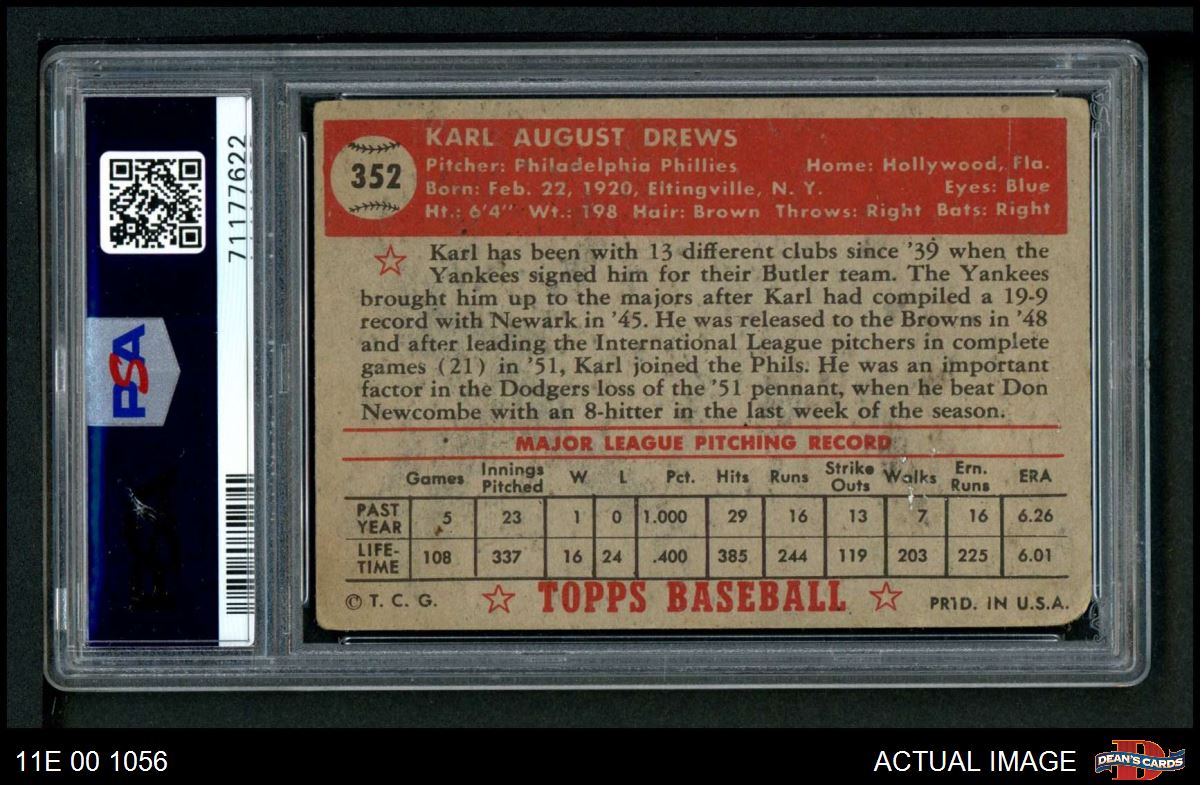 71177622
PSA
352
KARL AUGUST DREWS
Pitcher: Philadelphia Phillies Home: Hollywood, Fla.
Born: Feb. 22, 1920, Eltingville, N. Y. Eyes: Blue
Ht.: 6'4" Wt.: 198 Hair: Brown Throws: Right Bats: Right
Karl has been with 13 different clubs since '39 when the
Yankees signed him for their Butler team. The Yankees
brought him up to the majors after Karl had compiled a 19-9
record with Newark in '45. He was released to the Browns in '48
and after leading the International League pitchers in complete
games (21) in '51, Karl joined the Phils. He was an important
factor in the Dodgers loss of the '51 pennant, when he beat Don
Newcombe with an 8-hitter in the last week of the season.
MAJOR LEAGUE PITCHING RECORD
Games Innings Pitched W L Pct. Hits Runs Strike Outs Walks Ern. Runs ERA
PAST YEAR 5 23 1 0 1.000 29 16 13 7 16 6.26
LIFE-TIME 108 337 16 24 .400 385 244 119 203 225 6.01
© T. C. G. TOPPS BASEBALL PRTD. IN U.S.A.
11E 00 1056
ACTUAL IMAGE
D
DEAN'S CARDS